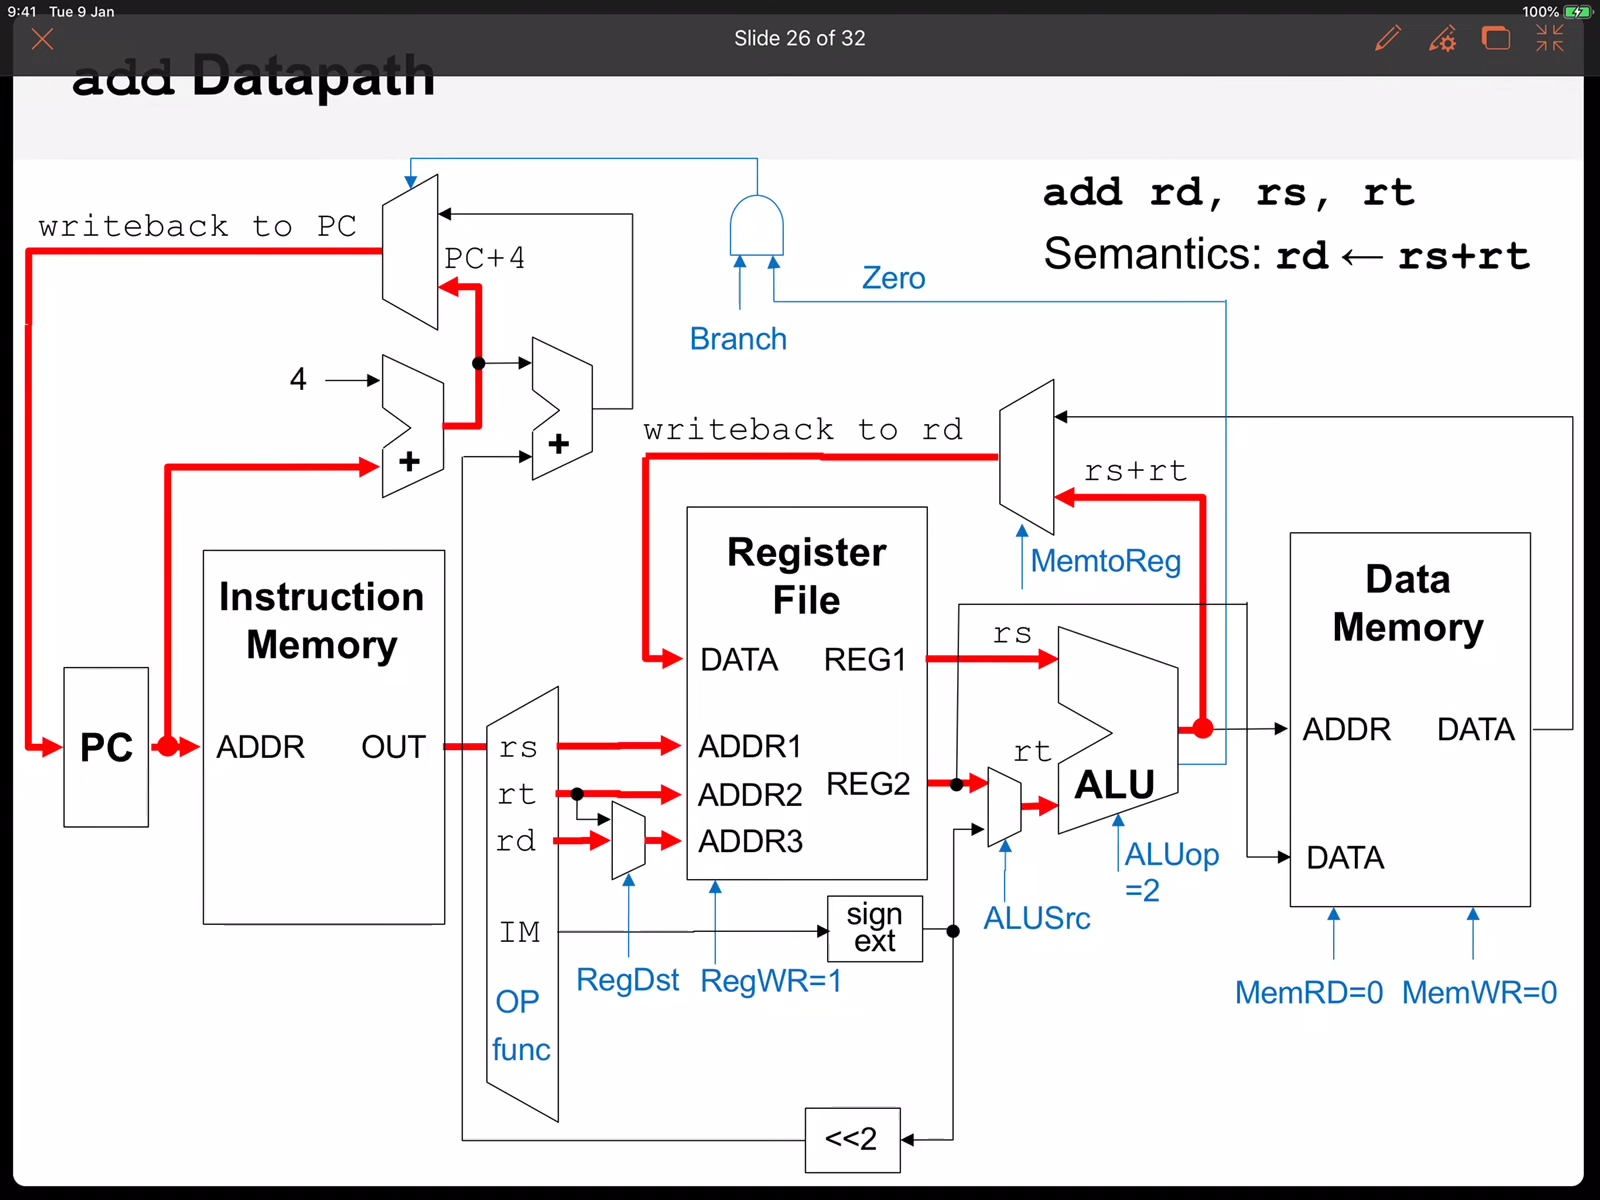 9:41 Tue 9 Jan
100%
Slide 26 of 32
add Datapath
add rd, rs, rt
Semantics: rd ← rs+rt
writeback to PC
PC+4
Zero
Branch
4
+
+
writeback to rd
rs+rt
MemtoReg
Register
File
Instruction
Memory
Data
Memory
rs
DATA
REG1
PC
ADDR
OUT
rs
ADDR1
ADDR
DATA
rt
rt
ADDR2
REG2
ALU
rd
ADDR3
ALUop
=2
DATA
IM
sign
ext
ALUSrc
RegDst
RegWR=1
MemRD=0
MemWR=0
OP
func
<<2